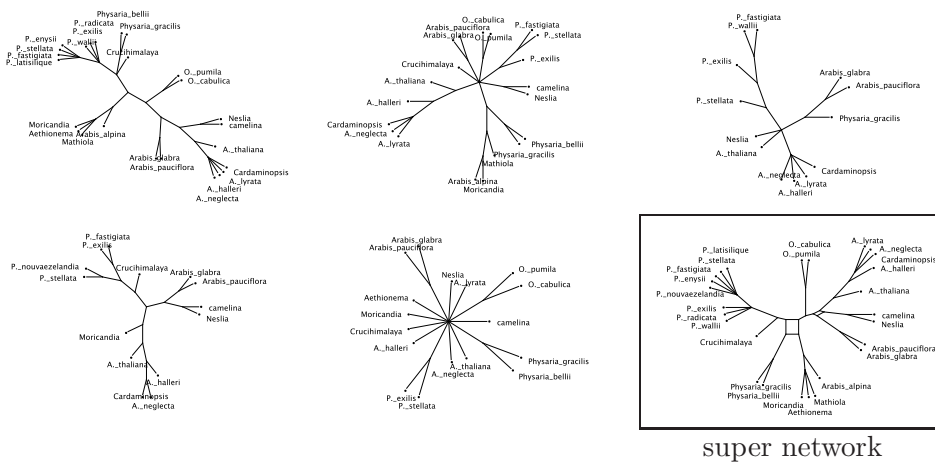 Physaria_bellii
P._radicata
Physaria_gracilis
P._exilis
P._enysii
P._wallii
P._stellata
Crucihimalaya
P._fastigiata
P._latisilique
O._pumila
O._cabulica
Moricandia
Aethionema
Arabis_alpina
Mathiola
Neslia
camelina
A._thaliana
Arabis_glabra
Arabis_pauciflora
Cardaminopsis
A._lyrata
A._halleri
A._neglecta
O._cabulica
Arabis_pauciflora
P._fastigiata
Arabis_glabra
O._pumila
P._stellata
Crucihimalaya
P._exilis
A._thaliana
camelina
A._halleri
Neslia
Cardaminopsis
A._neglecta
A._lyrata
Physaria_bellii
Physaria_gracilis
Mathiola
Arabis_alpina
Moricandia
P._fastigiata
P._wallii
P._exilis
Arabis_glabra
Arabis_pauciflora
P._stellata
Physaria_gracilis
Neslia
A._thaliana
Cardaminopsis
A._neglecta
A._lyrata
A._halleri
P._fastigiata
P._exilis
P._nouvaezelandia
Crucihimalaya
P._stellata
Arabis_glabra
Arabis_pauciflora
camelina
Neslia
Moricandia
A._thaliana
A._halleri
Cardaminopsis
A._neglecta
Arabis_glabra
Arabis_pauciflora
Neslia
O._pumila
A._lyrata
O._cabulica
Aethionema
Moricandia
camelina
Crucihimalaya
A._halleri
Physaria_gracilis
A._thaliana
A._neglecta
Physaria_bellii
P._exilis
P._stellata
O._cabulica
A._lyrata
P._latisilique
O._pumila
A._neglecta
P._stellata
Cardaminopsis
P._fastigiata
A._halleri
P._enysii
P._nouvaezelandia
A._thaliana
P._exilis
P._radicata
camelina
P._wallii
Neslia
Crucihimalaya
Arabis_pauciflora
Arabis_glabra
Physaria_gracilis
Arabis_alpina
Physaria_bellii
Mathiola
Moricandia
Aethionema
super network